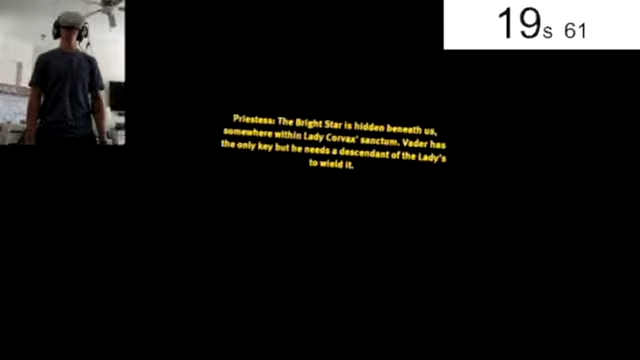 19s 61
Priestess: The Bright Star is hidden beneath us,
somewhere within Lady Corvax' sanctum. Vader has
the only key but he needs a descendant of the Lady's
to wield it.